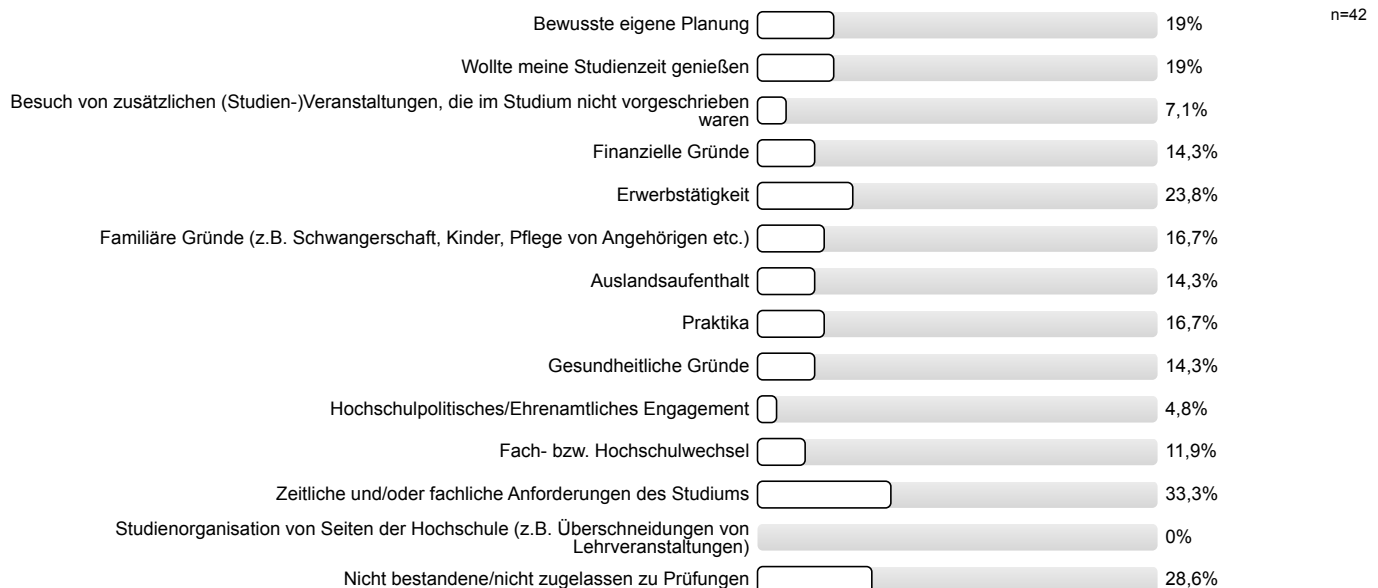 n=42
Bewusste eigene Planung 19%
Wollte meine Studienzeit genießen 19%
Besuch von zusätzlichen (Studien-)Veranstaltungen, die im Studium nicht vorgeschrieben
waren 7,1%
Finanzielle Gründe 14,3%
Erwerbstätigkeit 23,8%
Familiäre Gründe (z.B. Schwangerschaft, Kinder, Pflege von Angehörigen etc.) 16,7%
Auslandsaufenthalt 14,3%
Praktika 16,7%
Gesundheitliche Gründe 14,3%
Hochschulpolitisches/Ehrenamtliches Engagement 4,8%
Fach- bzw. Hochschulwechsel 11,9%
Zeitliche und/oder fachliche Anforderungen des Studiums 33,3%
Studienorganisation von Seiten der Hochschule (z.B. Überschneidungen von
Lehrveranstaltungen) 0%
Nicht bestandene/nicht zugelassen zu Prüfungen 28,6%